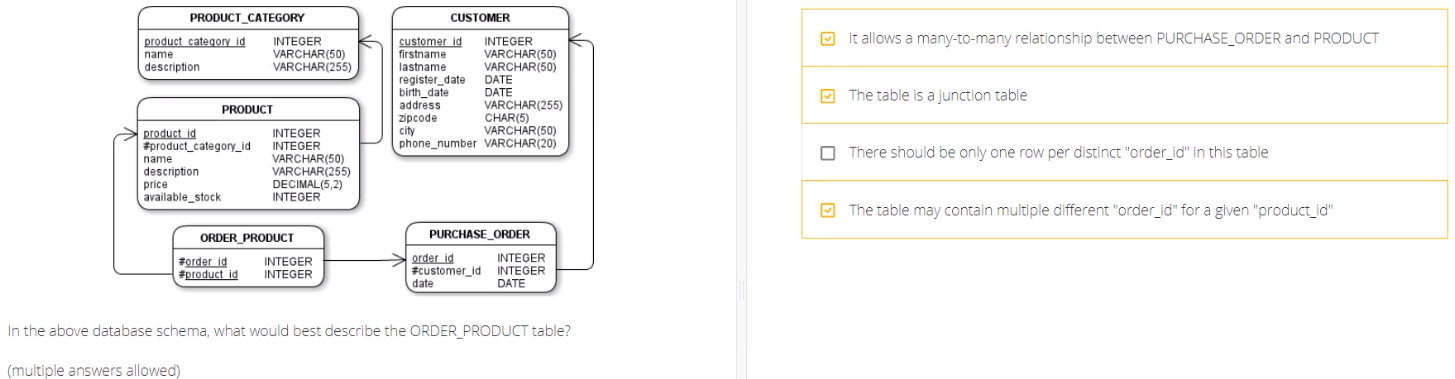 PRODUCT_CATEGORY
product_category_id INTEGER
name VARCHAR(50)
description VARCHAR(255)
CUSTOMER
customer_id INTEGER
firstname VARCHAR(50)
lastname VARCHAR(50)
register_date DATE
birth_date DATE
address VARCHAR(255)
zipcode CHAR(5)
city VARCHAR(50)
phone_number VARCHAR(20)
PRODUCT
product_id INTEGER
#product_category_id INTEGER
name VARCHAR(50)
description VARCHAR(255)
price DECIMAL(5,2)
available_stock INTEGER
ORDER_PRODUCT
#order_id INTEGER
#product_id INTEGER
PURCHASE_ORDER
order_id INTEGER
#customer_id INTEGER
date DATE
In the above database schema, what would best describe the ORDER_PRODUCT table?
(multiple answers allowed)
It allows a many-to-many relationship between PURCHASE_ORDER and PRODUCT
The table is a junction table
There should be only one row per distinct "order_id" in this table
The table may contain multiple different "order_id" for a given "product_id"